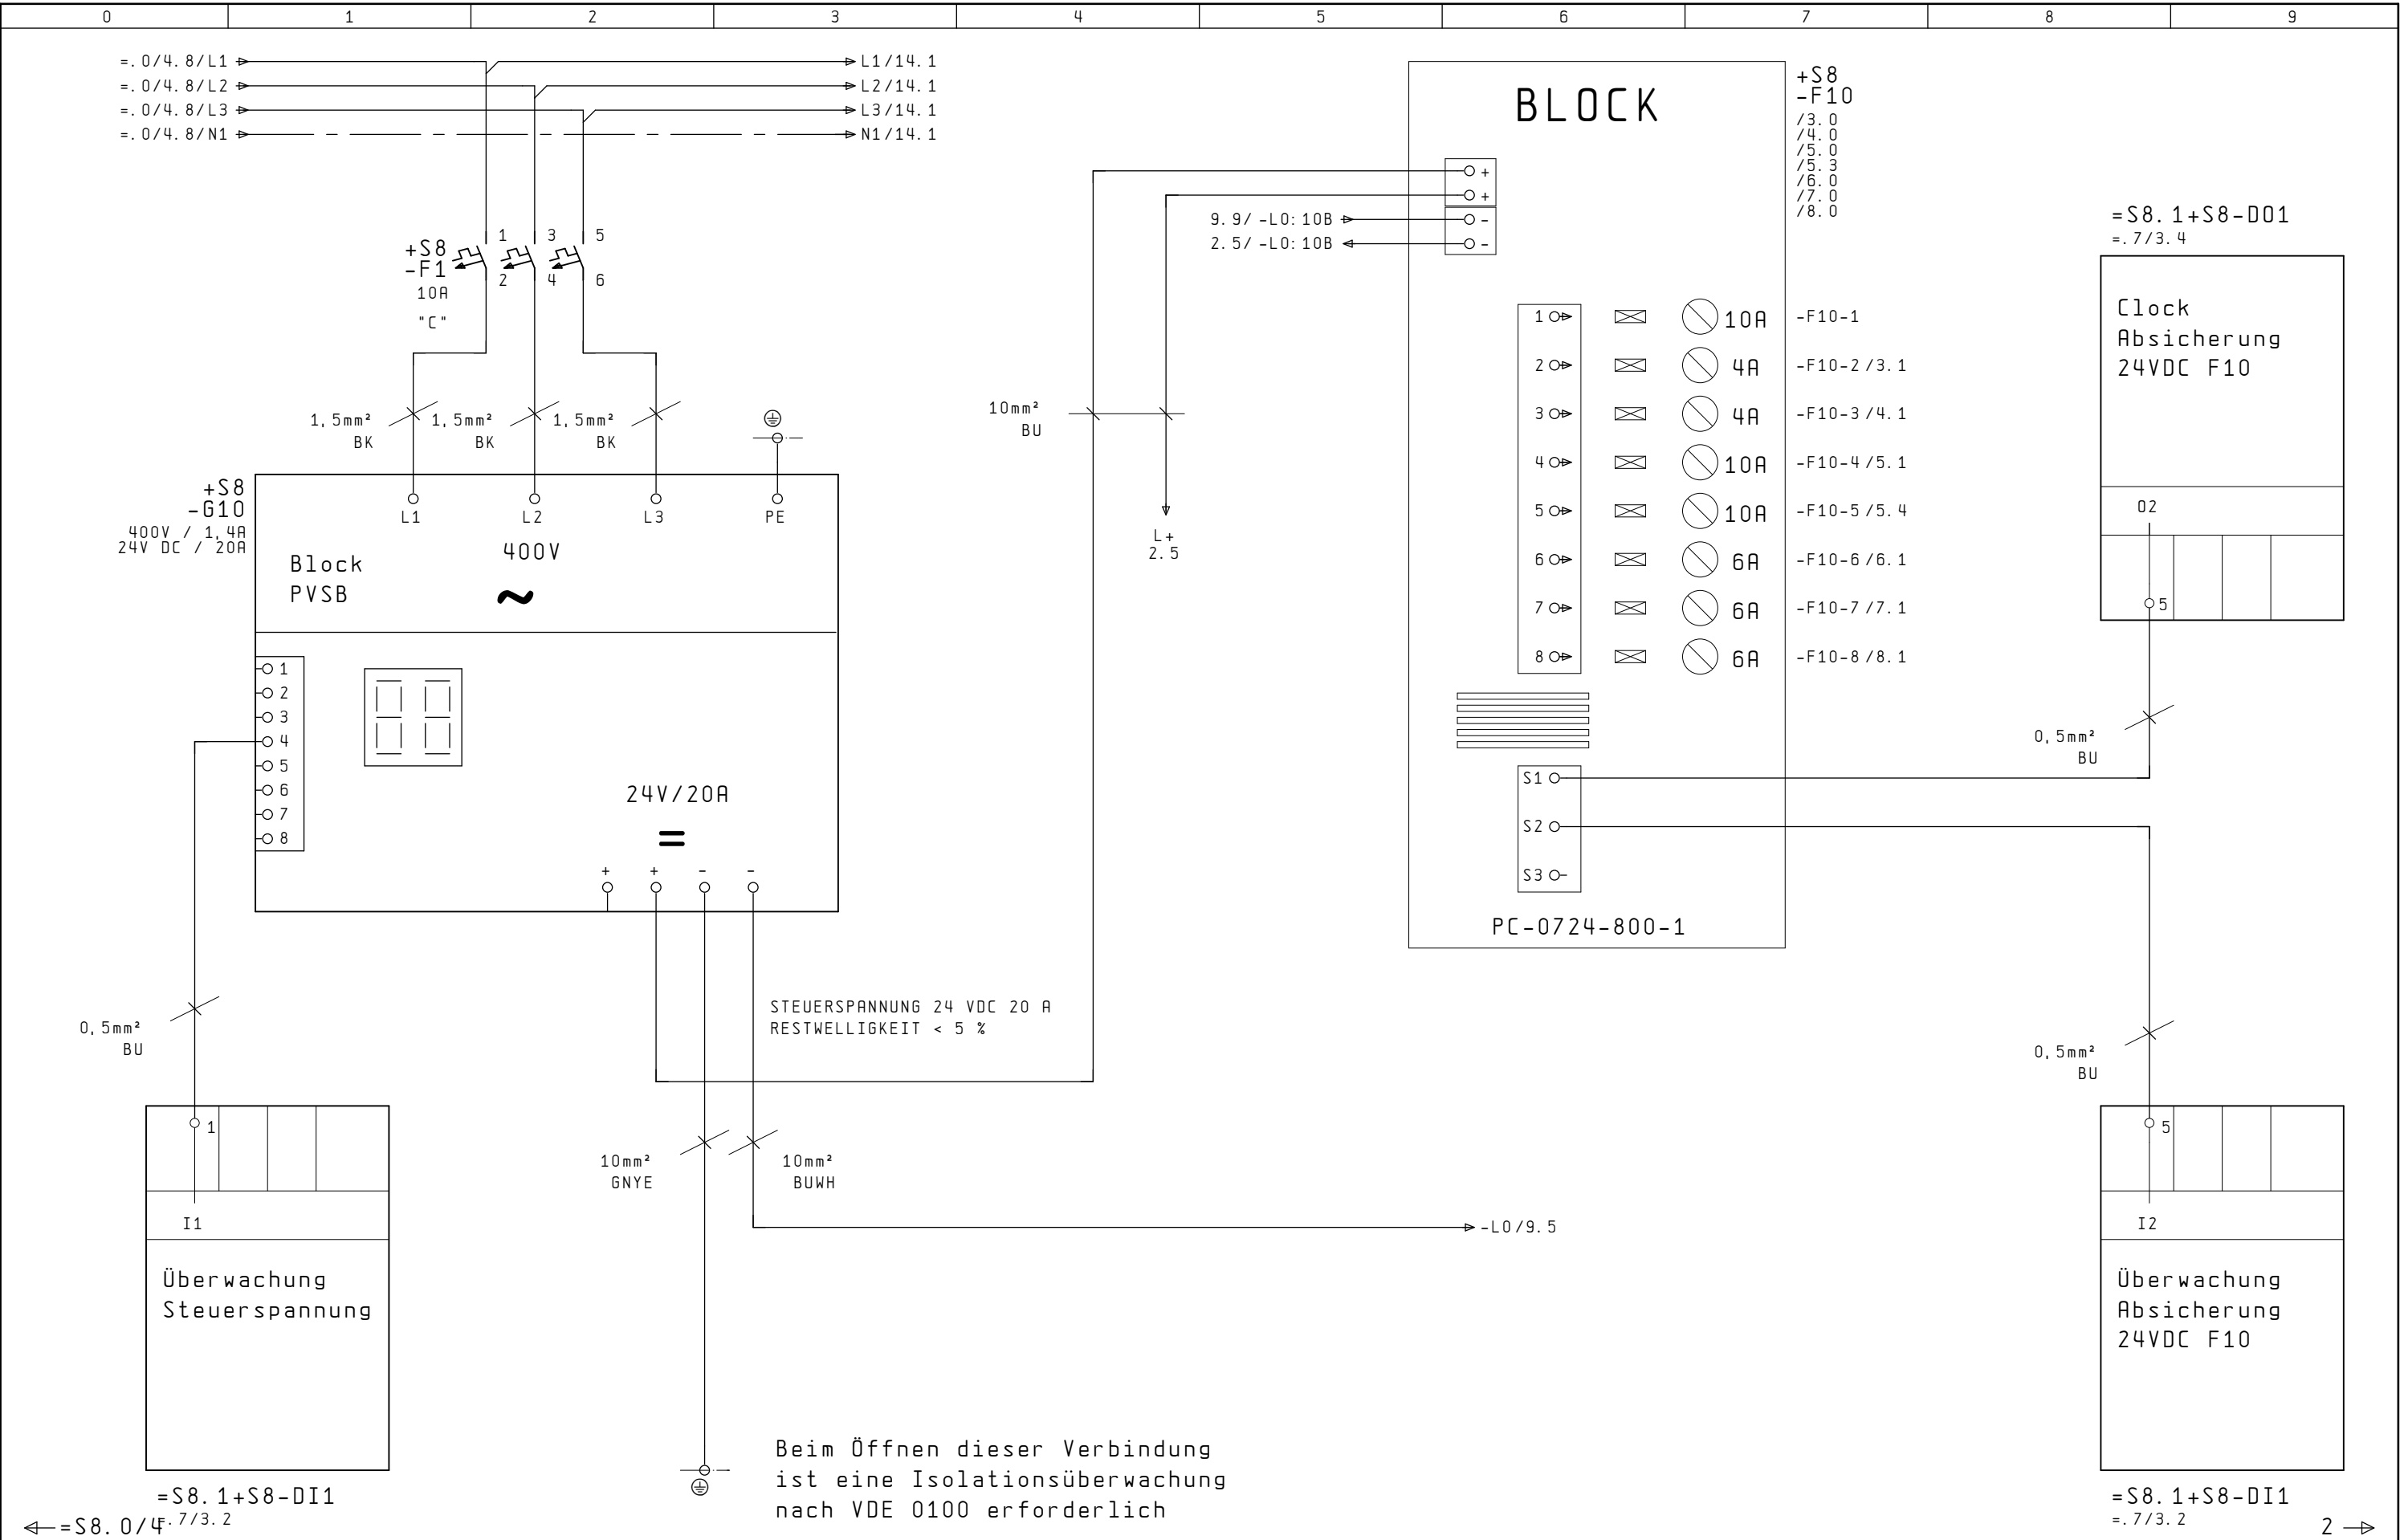 0 1 2 3 4 5 6 7 8 9
=.0/4.8/L1 L1/14.1
=.0/4.8/L2 L2/14.1
=.0/4.8/L3 L3/14.1
=.0/4.8/N1 N1/14.1
+S8
-F1
10A
"C"
1 3 5
2 4 6
1,5mm²
BK
1,5mm²
BK
1,5mm²
BK
+S8
-G10
400V / 1,4A
24V DC / 20A
L1 L2 L3 PE
400V
Block
PVSB
~
1
2
3
4
5
6
7
8
24V/20A
=
+ + - -
0,5mm²
BU
1
I1
Überwachung
Steuerspannung
=S8.1+S8-DI1
=.7/3.2
=S8.0/4
STEUERSPANNUNG 24 VDC 20 A
RESTWELLIGKEIT < 5 %
10mm²
GNYE
10mm²
BUWH
-L0/9.5
Beim Öffnen dieser Verbindung
ist eine Isolationsüberwachung
nach VDE 0100 erforderlich
10mm²
BU
L+
2.5
9.9/ -L0:10B
2.5/ -L0:10B
BLOCK
+
+
-
-
+S8
-F10
/3.0
/4.0
/5.0
/5.3
/6.0
/7.0
/8.0
1 10A -F10-1
2 4A -F10-2 /3.1
3 4A -F10-3 /4.1
4 10A -F10-4 /5.1
5 10A -F10-5 /5.4
6 6A -F10-6 /6.1
7 6A -F10-7 /7.1
8 6A -F10-8 /8.1
S1
S2
S3
PC-0724-800-1
=S8.1+S8-DO1
=.7/3.4
Clock
Absicherung
24VDC F10
O2
5
0,5mm²
BU
0,5mm²
BU
5
I2
Überwachung
Absicherung
24VDC F10
=S8.1+S8-DI1
=.7/3.2
2